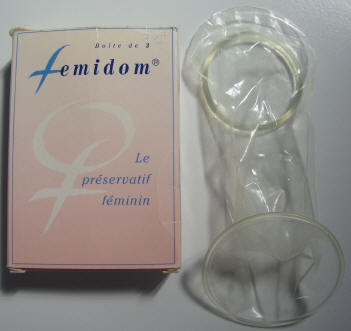 Boîte de 3
femidom®
Le
préservatif
féminin